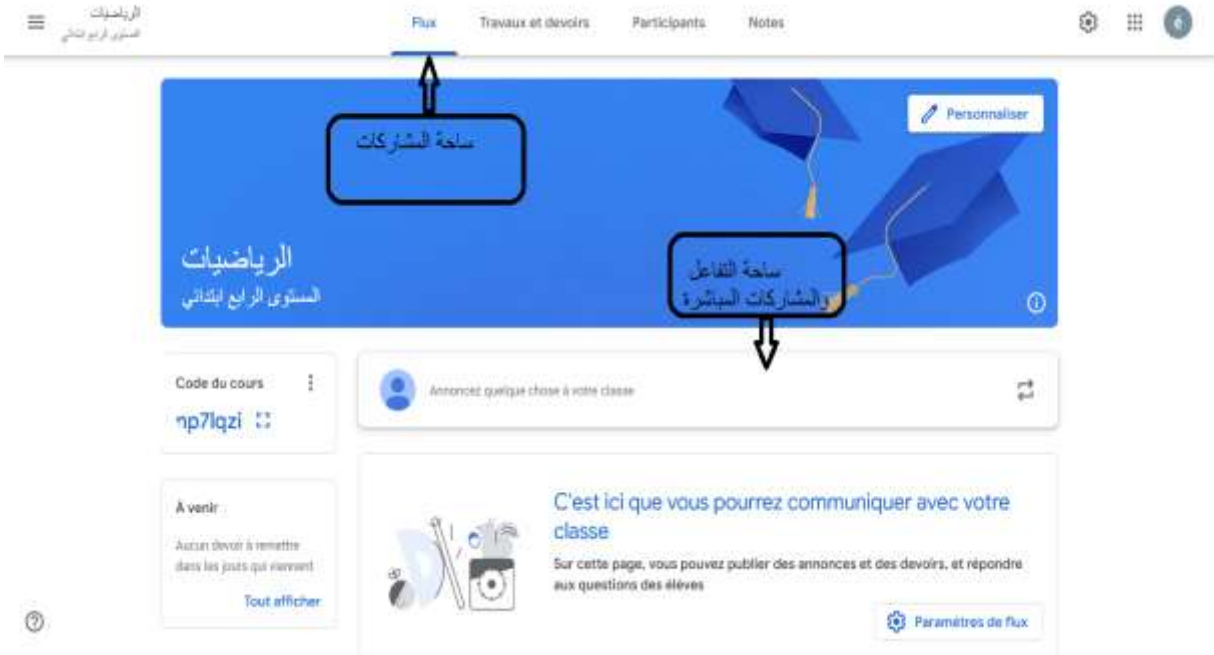 الرياضيات
المستوى الرابع ابتدائي
Flux
Travaux et devoirs
Participants
Notes
é
ساحة المشاركات
Personnaliser
الرياضيات
المستوى الرابع ابتدائي
ساحة التفاعل
والمشاركات المباشرة
Code du cours
np7lqzi
Annoncez quelque chose à votre classe
À venir
Aucun devoir à remettre
dans les jours qui viennent
Tout afficher
C'est ici que vous pourrez communiquer avec votre
classe
Sur cette page, vous pouvez publier des annonces et des devoirs, et répondre
aux questions des élèves
Paramètres de flux